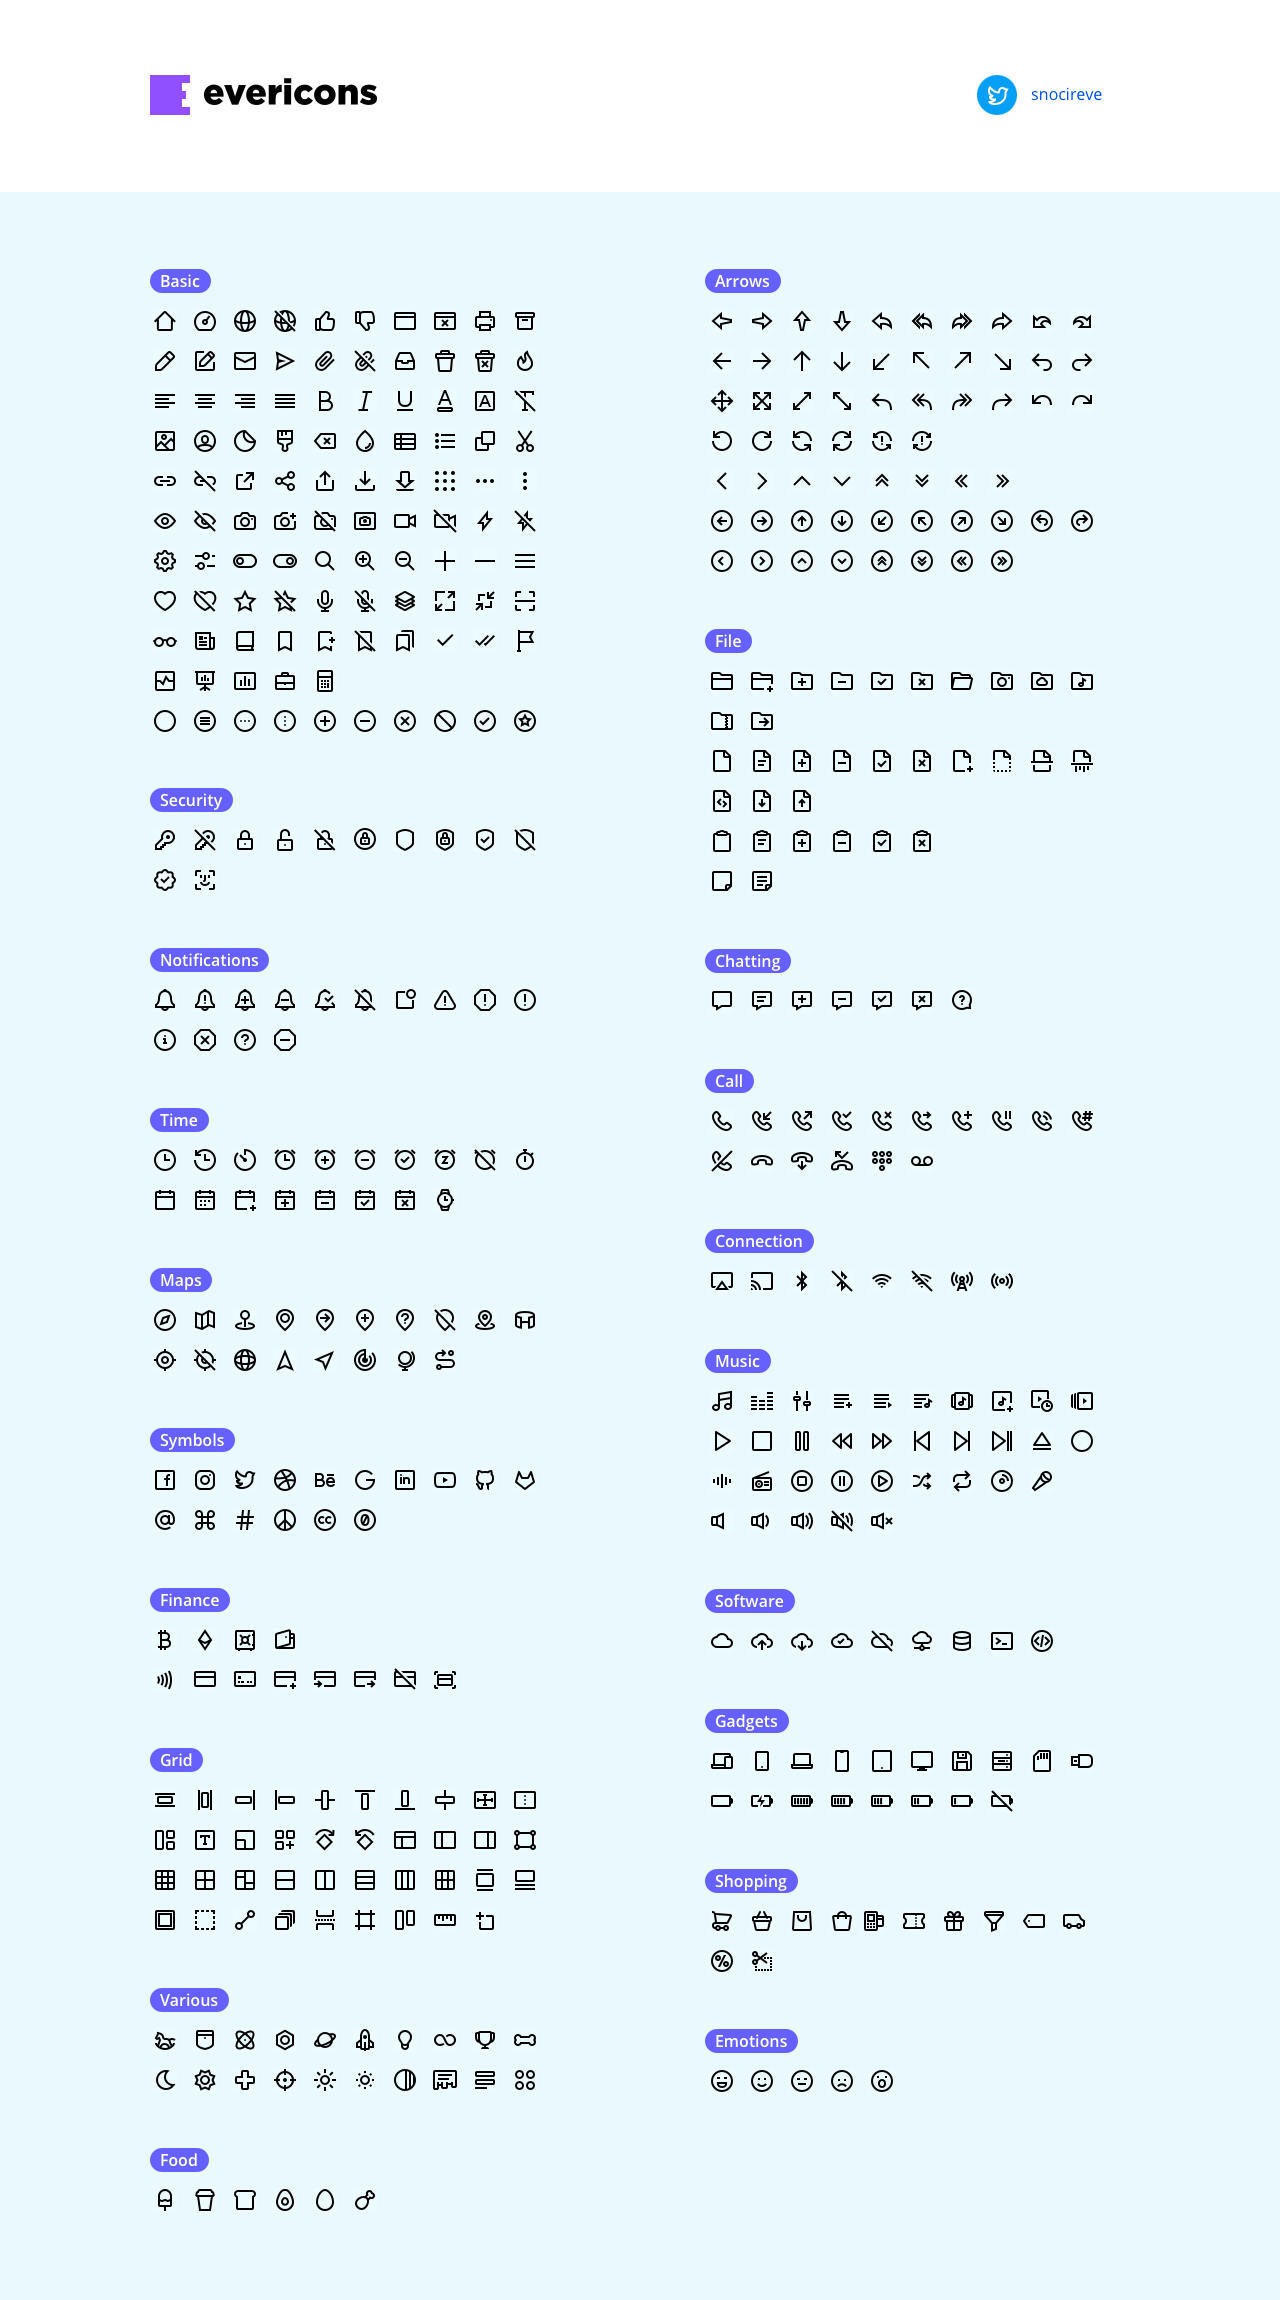 evericons
snocireve
Basic
Security
Notifications
Time
Maps
Symbols
Finance
Grid
Various
Food
Arrows
File
Chatting
Call
Connection
Music
Software
Gadgets
Shopping
Emotions